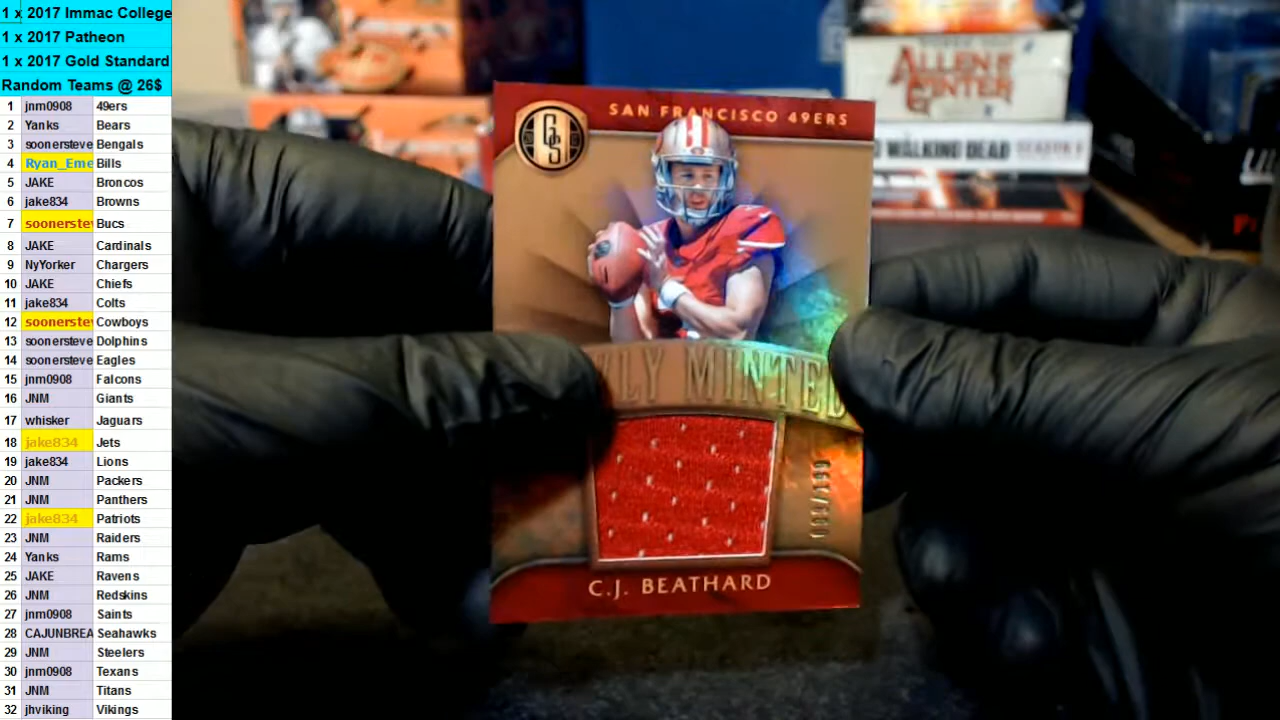 1 x 2017 Immac College
1 x 2017 Patheon
1 x 2017 Gold Standard
Random Teams @ 26$
1 jnm0908 49ers
2 Yanks Bears
3 soonersteve Bengals
4 Ryan_Eme Bills
5 JAKE Broncos
6 jake834 Browns
7 soonerstev Bucs
8 JAKE Cardinals
9 NyYorker Chargers
10 JAKE Chiefs
11 jake834 Colts
12 soonerstev Cowboys
13 soonersteve Dolphins
14 soonersteve Eagles
15 jnm0908 Falcons
16 JNM Giants
17 whisker Jaguars
18 jake834 Jets
19 jake834 Lions
20 JNM Packers
21 JNM Panthers
22 jake834 Patriots
23 JNM Raiders
24 Yanks Rams
25 JAKE Ravens
26 JNM Redskins
27 jnm0908 Saints
28 CAJUNBREA Seahawks
29 JNM Steelers
30 jnm0908 Texans
31 JNM Titans
32 jhviking Vikings
SAN FRANCISCO 49ERS
GS
MINTED
C.J. BEATHARD
ALLEN &
GINTER
WALKING DEAD